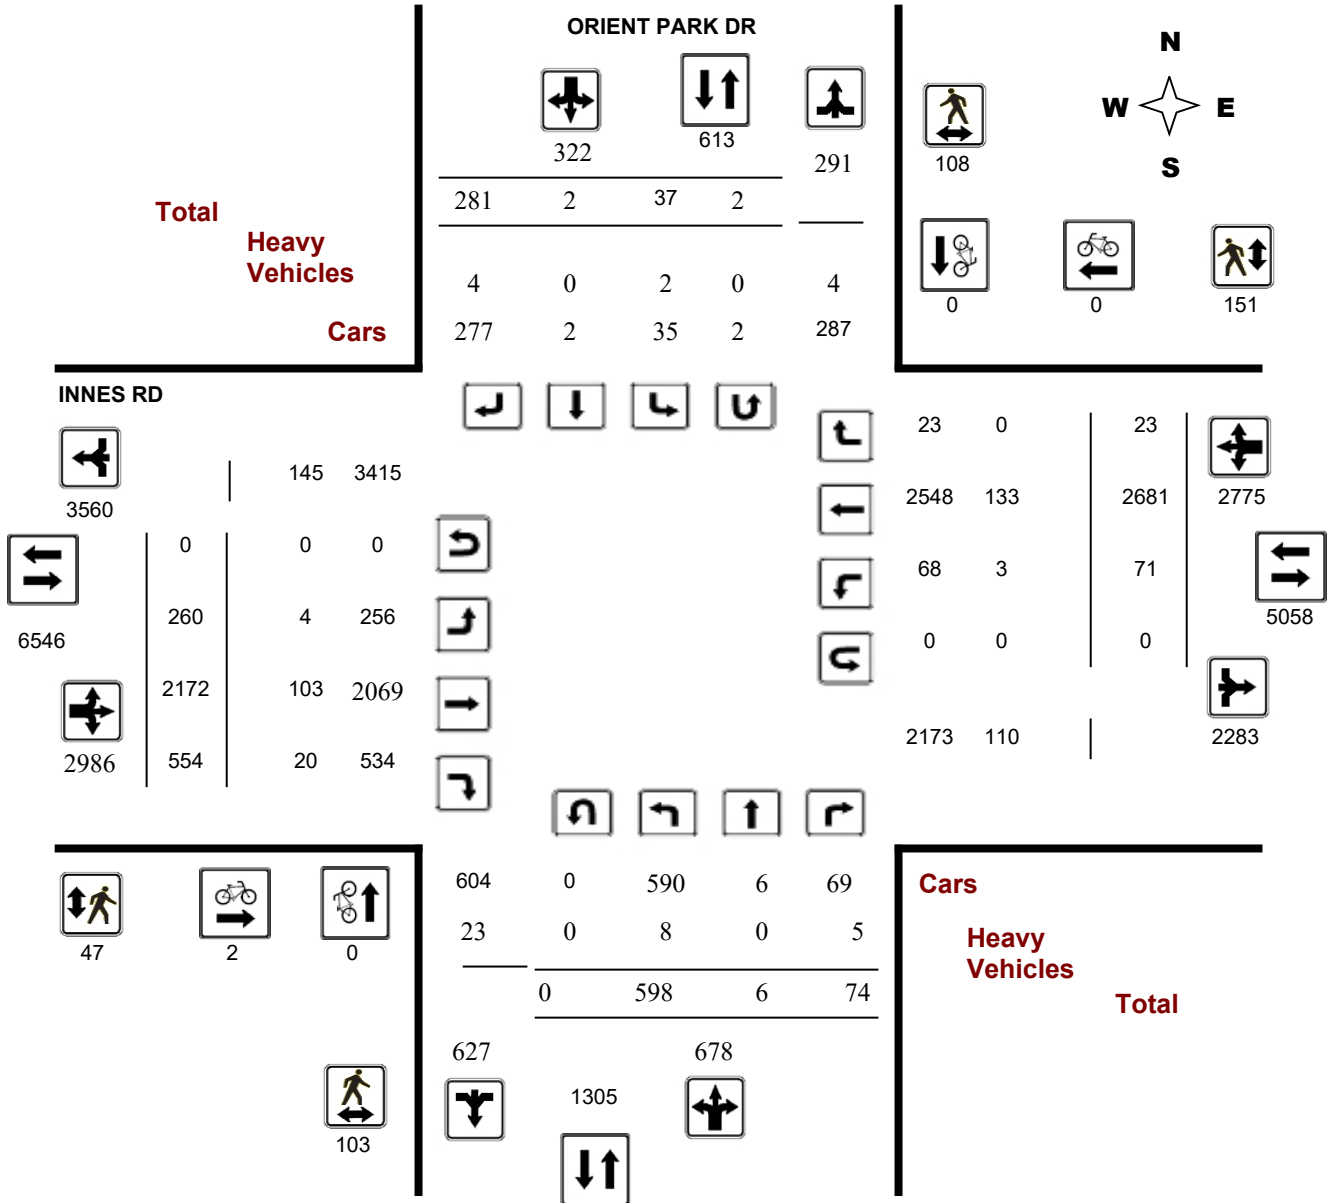 ORIENT PARK DR
N
W E
S
322
613
291
108
281 2 37 2
Total
Heavy
Vehicles
4 0 2 0 4
0 0 151
Cars
277 2 35 2 287
INNES RD
23 0 23
145 3415
3560
2548 133 2681 2775
0 0 0
68 3 71
6546
260 4 256
5058
0 0 0
2172 103 2069
2173 110 2283
2986 554 20 534
604 0 590 6 69
Cars
23 0 8 0 5
Heavy
Vehicles
47 2 0
0 598 6 74
Total
627 678
1305
103